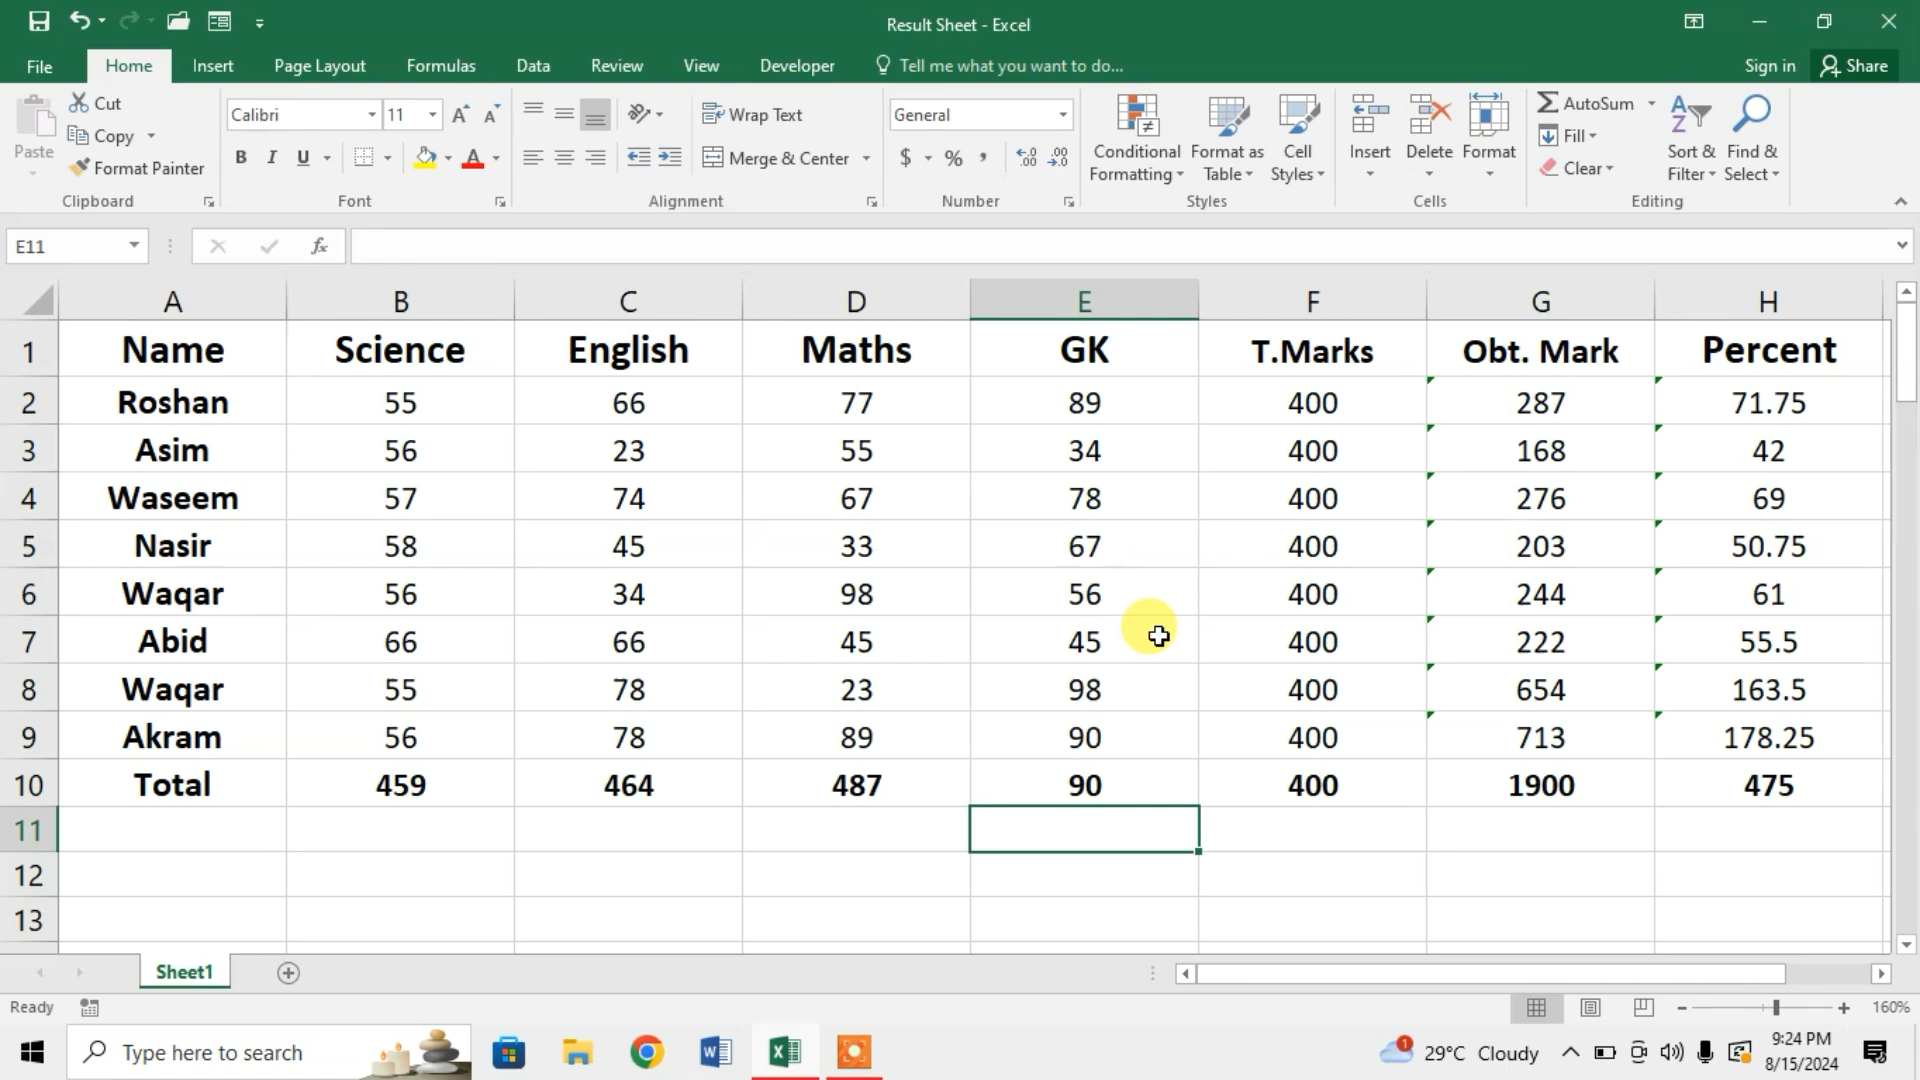 Result Sheet - Excel
File Home Insert Page Layout Formulas Data Review View Developer Tell me what you want to do... Sign in Share
Paste
Cut
Copy
Format Painter
Clipboard
Calibri 11
B I U
Font
Wrap Text
Merge & Center
Alignment
General
$ % ,
Number
Conditional Formatting
Format as Table
Cell Styles
Styles
Insert Delete Format
Cells
AutoSum
Fill
Clear
Sort & Filter
Find & Select
Editing
E11 fx
A B C D E F G H
1 Name Science English Maths GK T.Marks Obt. Mark Percent
2 Roshan 55 66 77 89 400 287 71.75
3 Asim 56 23 55 34 400 168 42
4 Waseem 57 74 67 78 400 276 69
5 Nasir 58 45 33 67 400 203 50.75
6 Waqar 56 34 98 56 400 244 61
7 Abid 66 66 45 45 400 222 55.5
8 Waqar 55 78 23 98 400 654 163.5
9 Akram 56 78 89 90 400 713 178.25
10 Total 459 464 487 90 400 1900 475
11
12
13
Sheet1
Ready 160%
Type here to search
1 29°C Cloudy 9:24 PM
8/15/2024